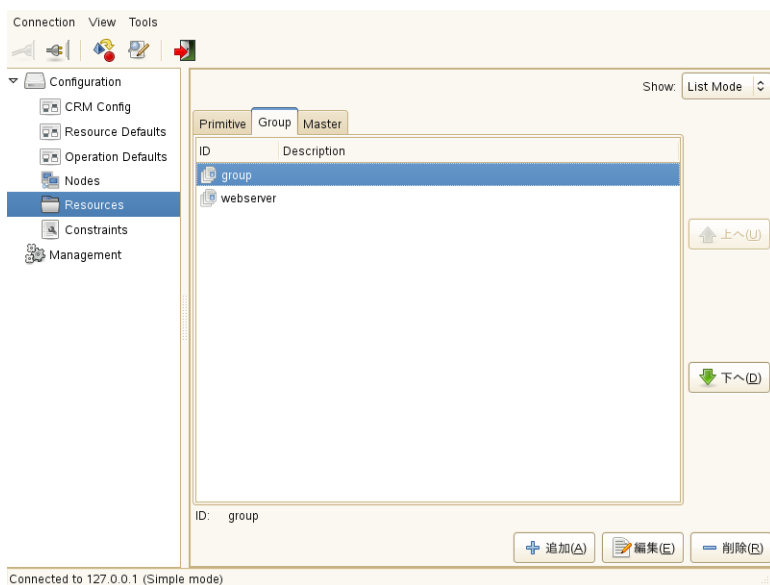 Connection View Tools
Configuration
CRM Config
Resource Defaults
Operation Defaults
Nodes
Resources
Constraints
Management
Show: List Mode
Primitive Group Master
ID Description
group
webserver
上へ(U)
下へ(D)
ID: group
追加(A) 編集(E) 削除(R)
Connected to 127.0.0.1 (Simple mode)